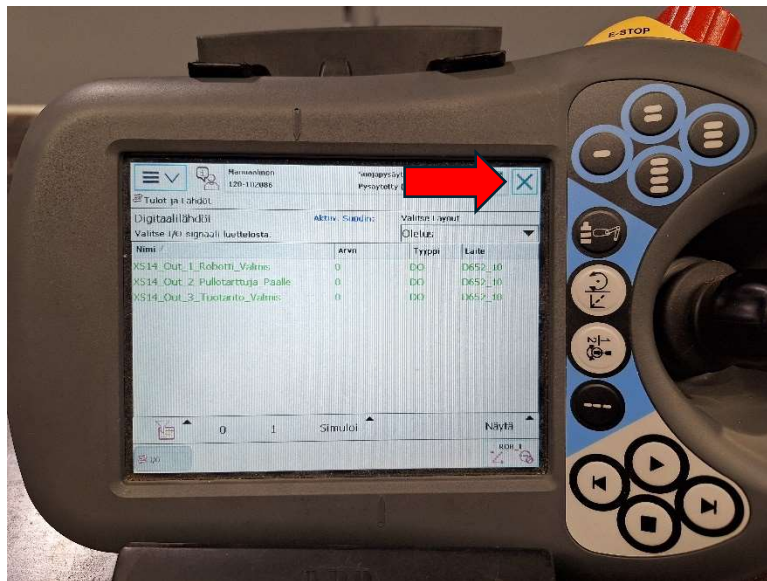 E-STOP
Manuaalinen
120-102086
Pysäytetty
Tulot ja Lähdöt
Digitaalilähdöt
Valitse I/O signaali luettelosta.
Aktiiv. Suodin:
Valitse Layout
Oletus
Nimi / Arvo Tyyppi Laite
XS14_Out_1_Robotti_Valmis 0 DO D652_10
XS14_Out_2_Pullotarttuja_Paalle 0 DO D652_10
XS14_Out_3_Tuotanto_Valmis 0 DO D652_10
0 1 Simuloi Näytä
I/O
ROB_1